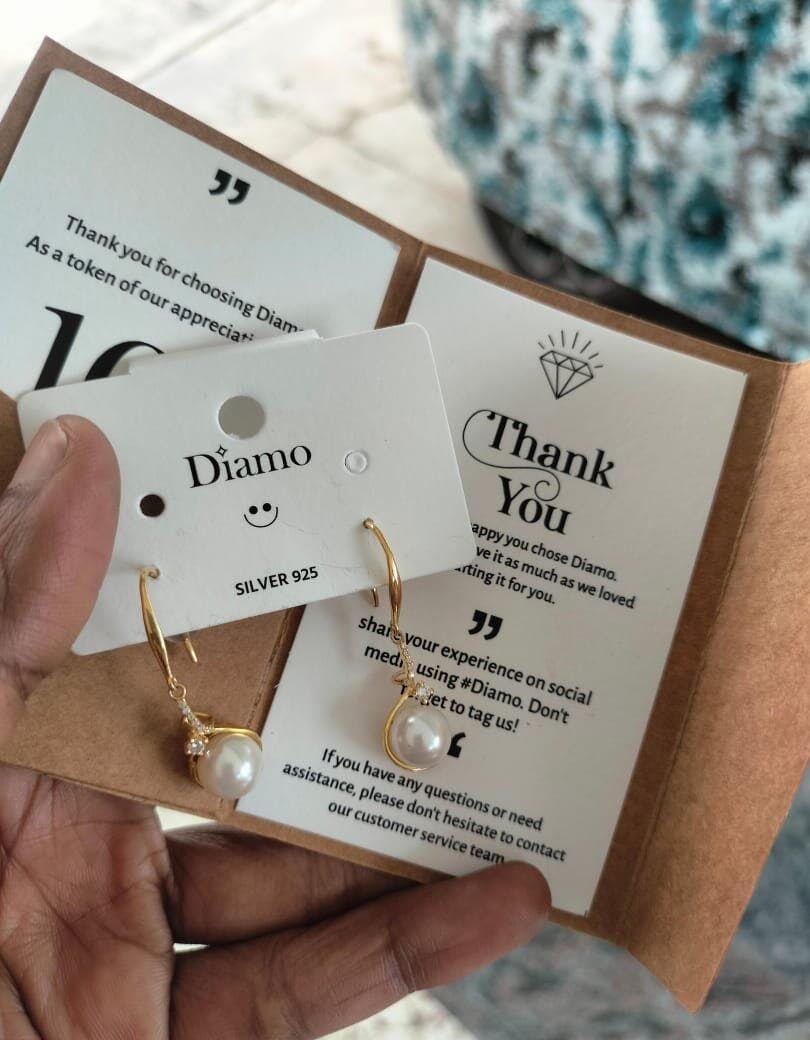 ”
Thank you for choosing Diam
As a token of our appreciati
10
Diamo
SILVER 925
Thank
You
appy you chose Diamo.
ve it as much as we loved
fting it for you.
”
share your experience on social
media using #Diamo. Don't
forget to tag us!
“
If you have any questions or need
assistance, please don't hesitate to contact
our customer service team